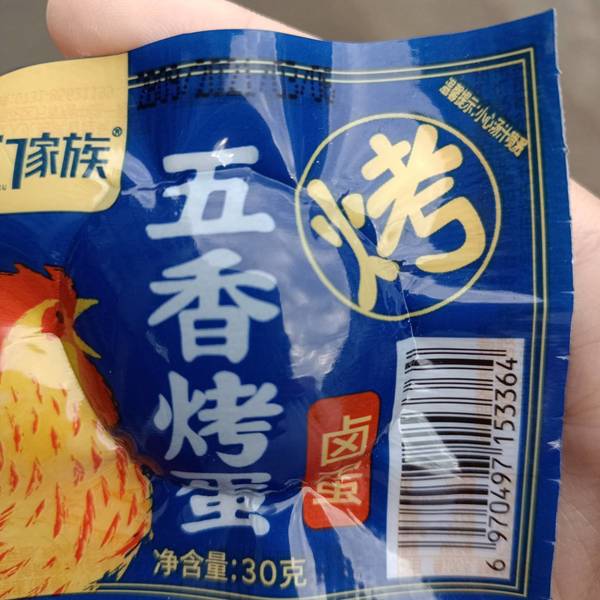 家族®
五香烤蛋
烤
温馨提示:小心汤汁喷溅
卤蛋
净含量:30克
6 970497 153364